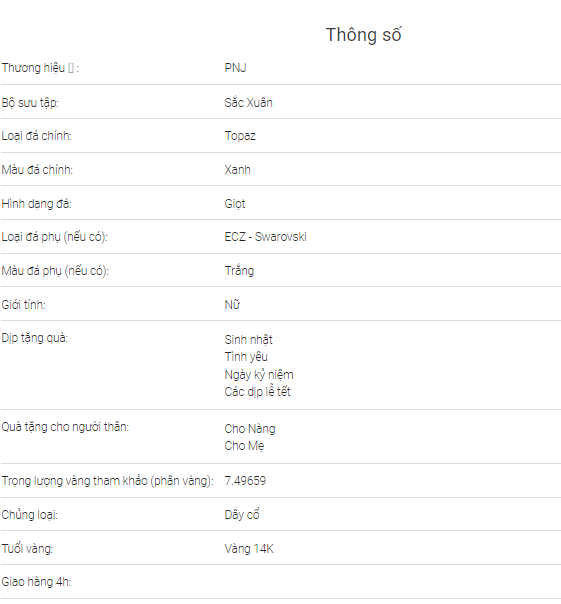 Thông số
Thương hiệu ▯ : PNJ
Bộ sưu tập: Sắc Xuân
Loại đá chính: Topaz
Màu đá chính: Xanh
Hình dạng đá: Giọt
Loại đá phụ (nếu có): ECZ - Swarovski
Màu đá phụ (nếu có): Trắng
Giới tính: Nữ
Dịp tặng quà: Sinh nhật
Tình yêu
Ngày kỷ niệm
Các dịp lễ tết
Quà tặng cho người thân: Cho Nàng
Cho Mẹ
Trọng lượng vàng tham khảo (phân vàng): 7.49659
Chủng loại: Dây cổ
Tuổi vàng: Vàng 14K
Giao hàng 4h: